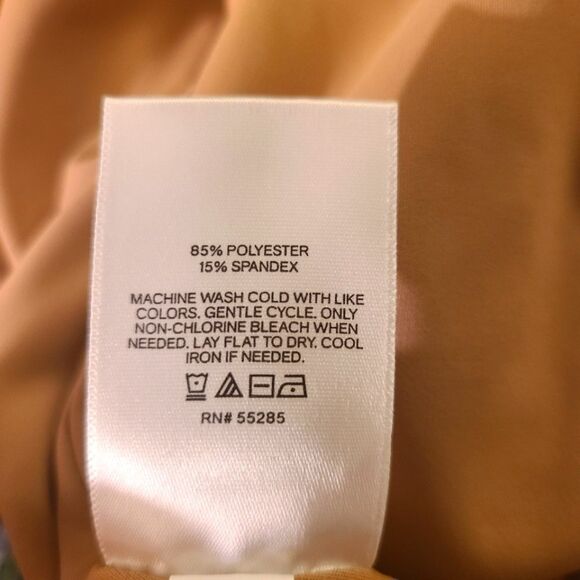 85% POLYESTER
15% SPANDEX
MACHINE WASH COLD WITH LIKE
COLORS. GENTLE CYCLE. ONLY
NON-CHLORINE BLEACH WHEN
NEEDED. LAY FLAT TO DRY. COOL
IRON IF NEEDED.
RN# 55285